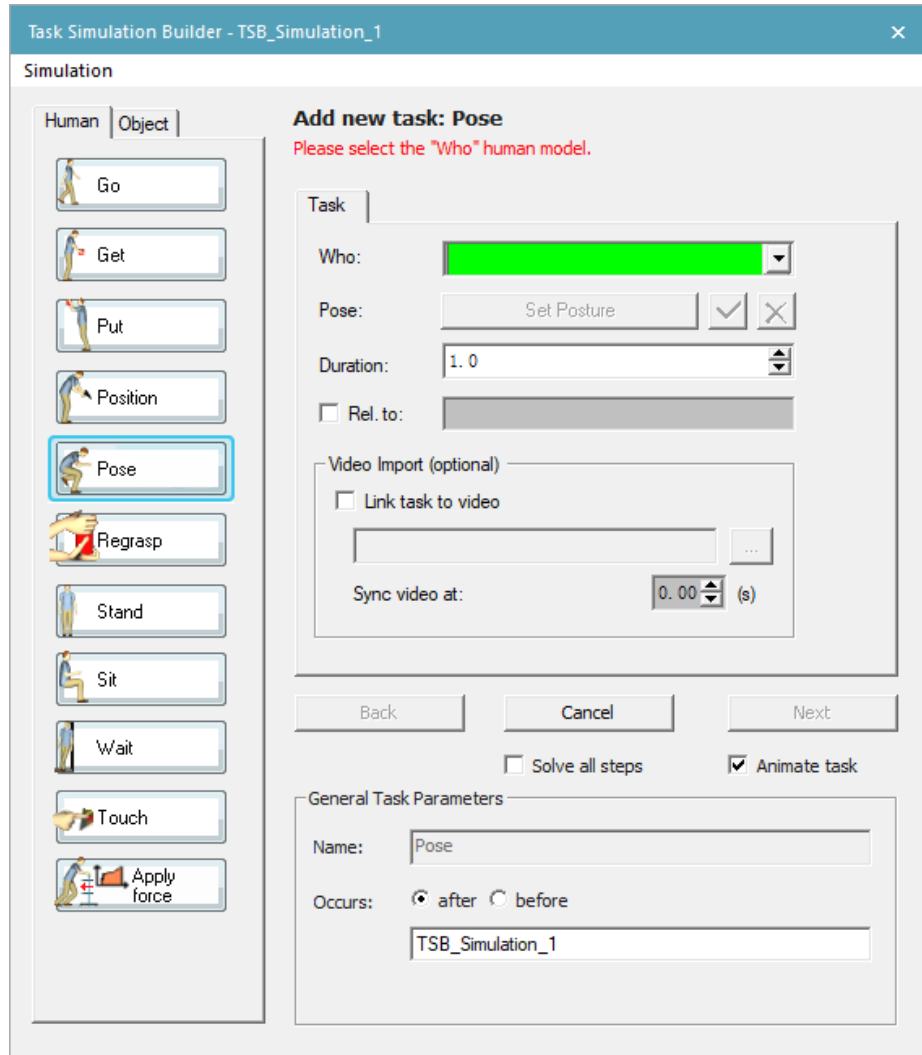 Task Simulation Builder - TSB_Simulation_1
Simulation
Human
Object
Go
Get
Put
Position
Pose
Regrasp
Stand
Sit
Wait
Touch
Apply
force
Add new task: Pose
Please select the "Who" human model.
Task
Who:
Pose:
Set Posture
Duration:
1.0
Rel. to:
Video Import (optional)
Link task to video
...
Sync video at:
0.00
(s)
Back
Cancel
Next
Solve all steps
Animate task
General Task Parameters
Name:
Pose
Occurs:
after
before
TSB_Simulation_1